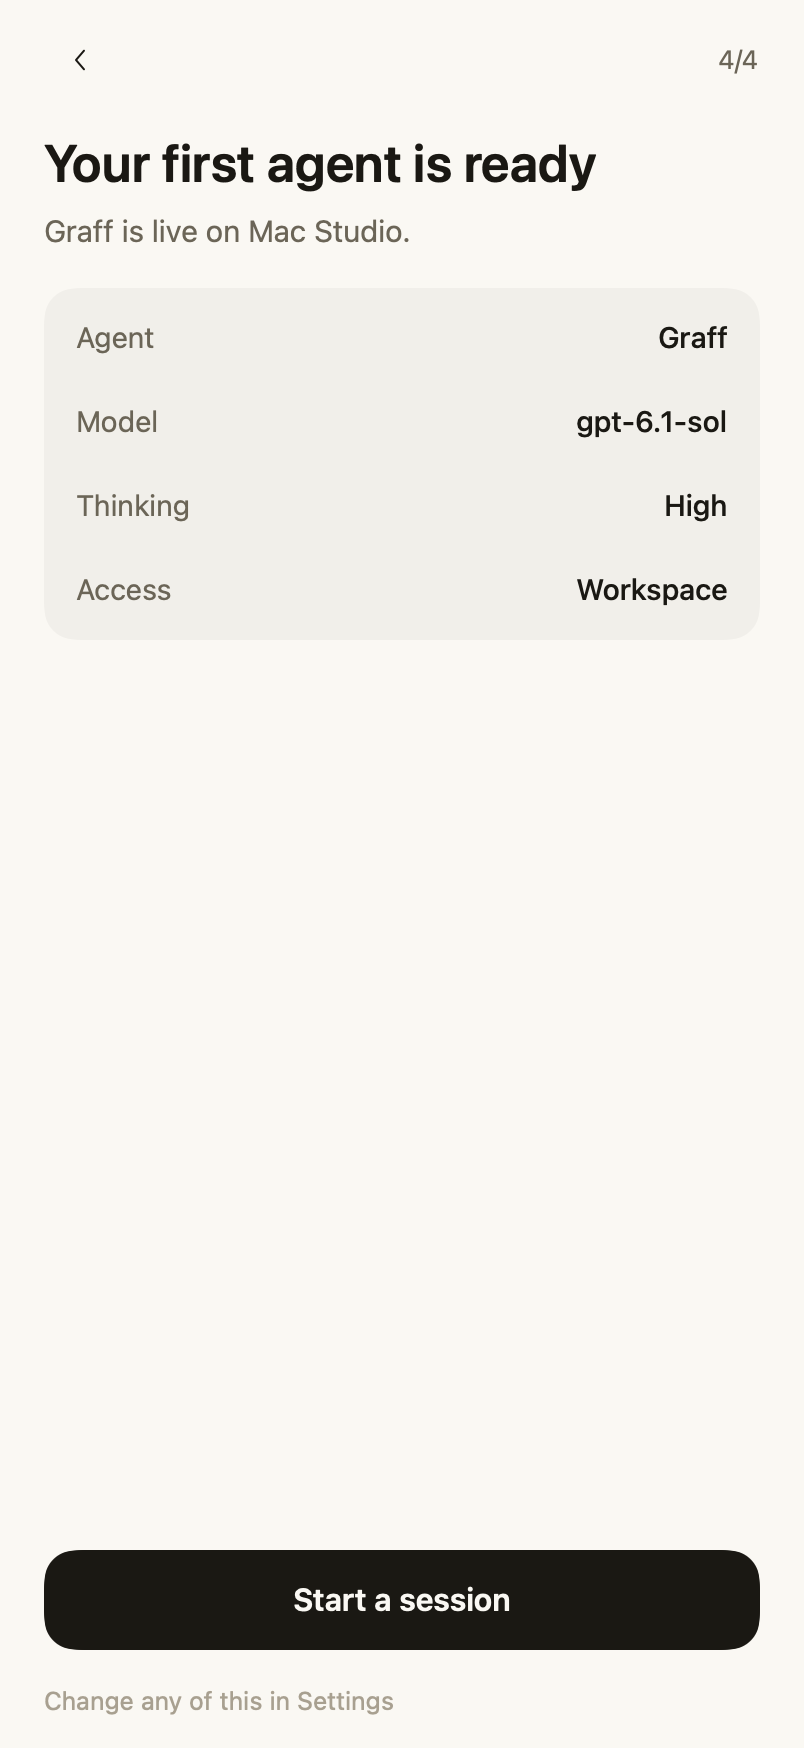 4/4
Your first agent is ready
Graff is live on Mac Studio.
Agent Graff
Model gpt-6.1-sol
Thinking High
Access Workspace
Start a session
Change any of this in Settings